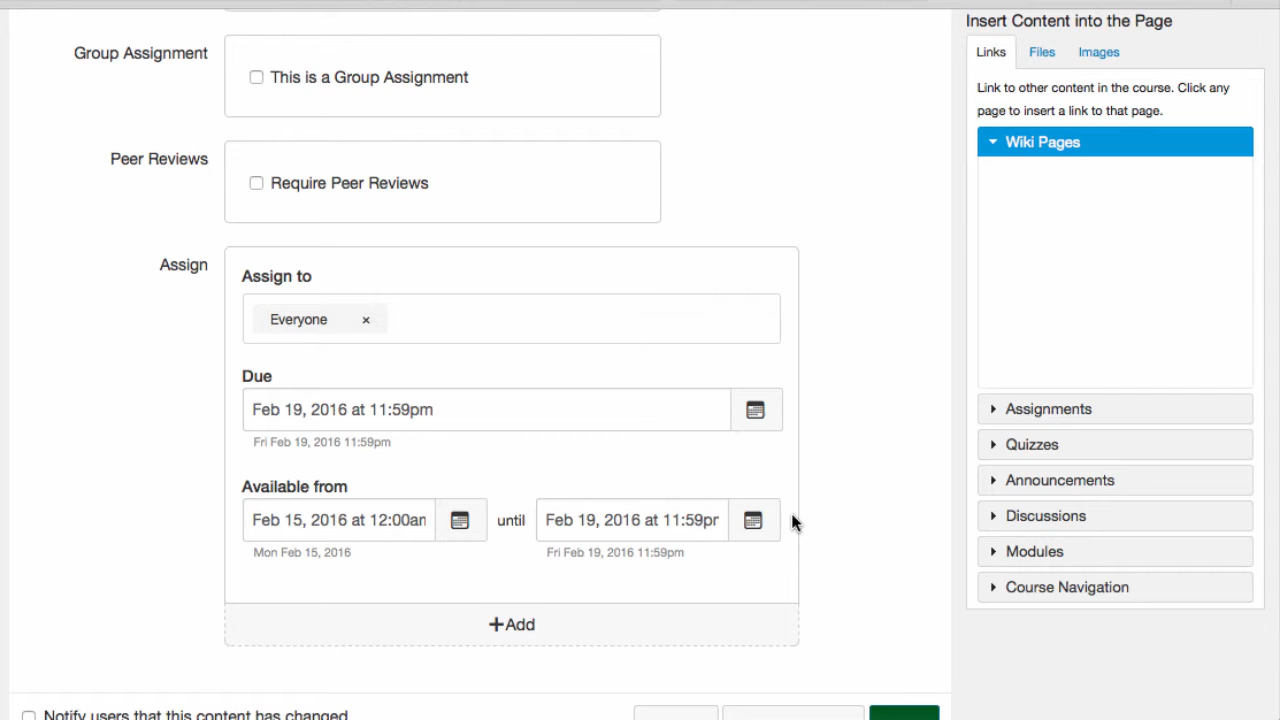 Group Assignment
This is a Group Assignment
Peer Reviews
Require Peer Reviews
Assign
Assign to
Everyone ×
Due
Feb 19, 2016 at 11:59pm
Fri Feb 19, 2016 11:59pm
Available from
Feb 15, 2016 at 12:00am until Feb 19, 2016 at 11:59pm
Mon Feb 15, 2016 Fri Feb 19, 2016 11:59pm
+Add
Notify users that this content has changed
Insert Content into the Page
Links Files Images
Link to other content in the course. Click any
page to insert a link to that page.
Wiki Pages
Assignments
Quizzes
Announcements
Discussions
Modules
Course Navigation